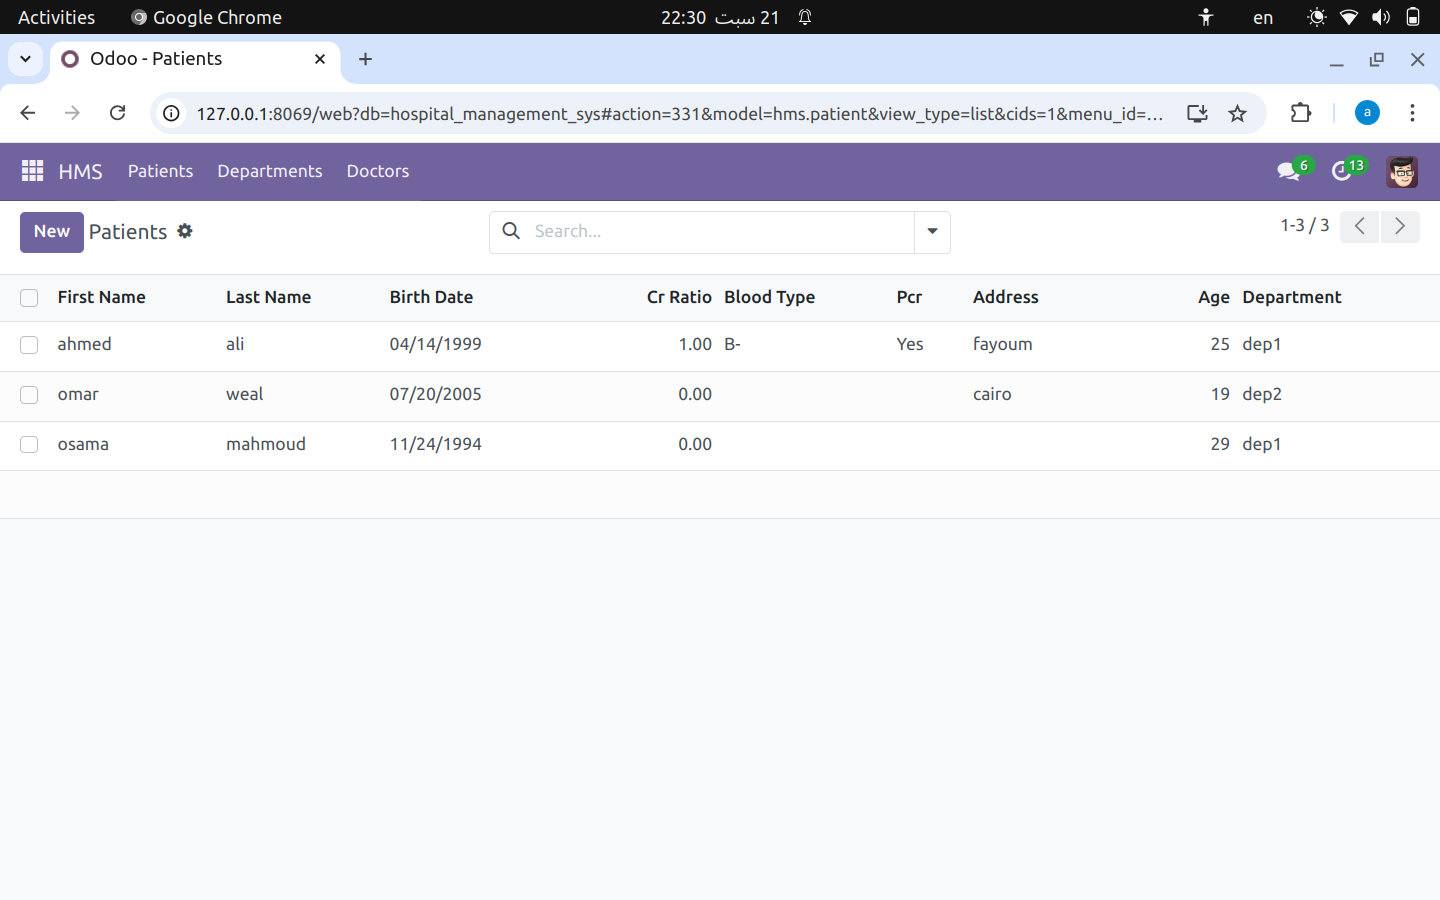 Activities Google Chrome 22:30 21 سبت en
Odoo - Patients
127.0.0.1:8069/web?db=hospital_management_sys#action=331&model=hms.patient&view_type=list&cids=1&menu_id=... a
HMS Patients Departments Doctors 6 13
New Patients Search... 1-3 / 3
First Name Last Name Birth Date Cr Ratio Blood Type Pcr Address Age Department
ahmed ali 04/14/1999 1.00 B- Yes fayoum 25 dep1
omar weal 07/20/2005 0.00 cairo 19 dep2
osama mahmoud 11/24/1994 0.00 29 dep1